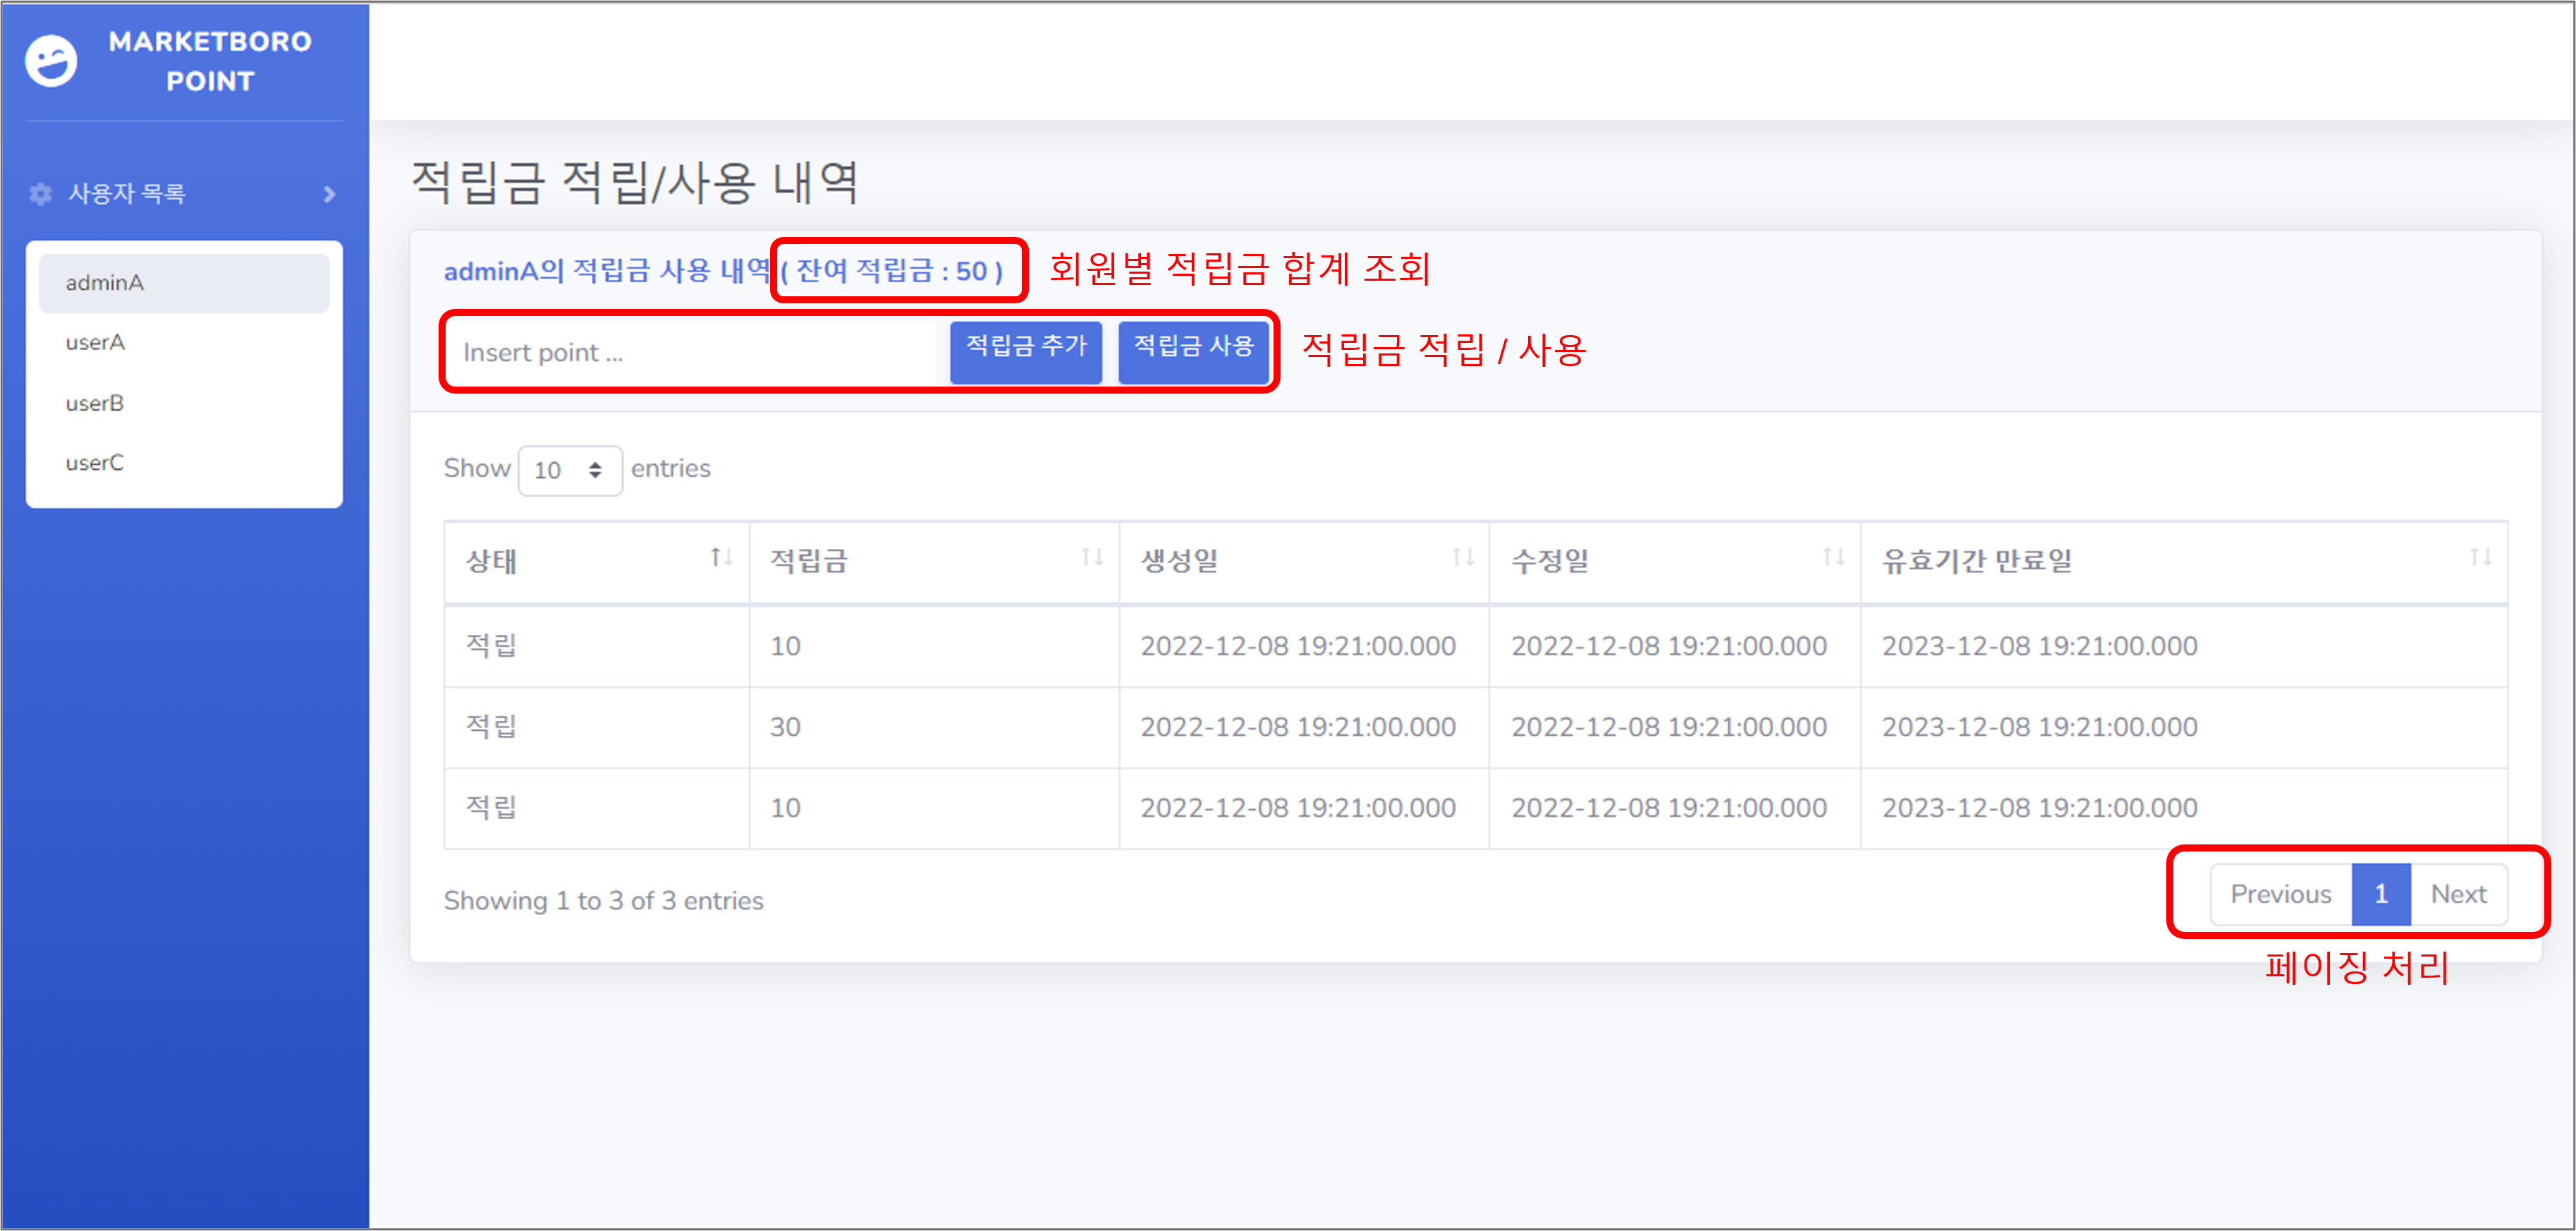 MARKETBORO
POINT
사용자 목록
adminA
userA
userB
userC
적립금 적립/사용 내역
adminA의 적립금 사용 내역 ( 잔여 적립금 : 50 )
회원별 적립금 합계 조회
Insert point ...
적립금 추가
적립금 사용
적립금 적립 / 사용
Show 10 entries
상태 적립금 생성일 수정일 유효기간 만료일
적립 10 2022-12-08 19:21:00.000 2022-12-08 19:21:00.000 2023-12-08 19:21:00.000
적립 30 2022-12-08 19:21:00.000 2022-12-08 19:21:00.000 2023-12-08 19:21:00.000
적립 10 2022-12-08 19:21:00.000 2022-12-08 19:21:00.000 2023-12-08 19:21:00.000
Showing 1 to 3 of 3 entries
Previous 1 Next
페이징 처리